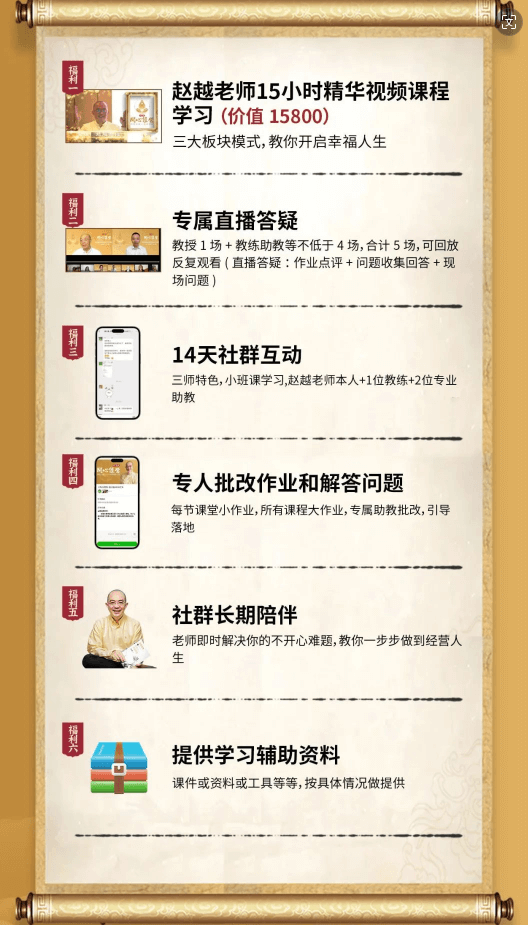 福利一
赵越老师15小时精华视频课程
学习（价值 15800）
三大板块模式，教你开启幸福人生
福利二
专属直播答疑
教授 1 场 + 教练助教等不低于 4 场，合计 5 场，可回放
反复观看 ( 直播答疑：作业点评 + 问题收集回答 + 现
场问题 )
福利三
14天社群互动
三师特色，小班课学习,赵越老师本人+1位教练+2位专业
助教
福利四
专人批改作业和解答问题
每节课堂小作业，所有课程大作业，专属助教批改，引导
落地
福利五
社群长期陪伴
老师即时解决你的不开心难题，教你一步步做到经营人
生
福利六
提供学习辅助资料
课件或资料或工具等等，按具体情况做提供